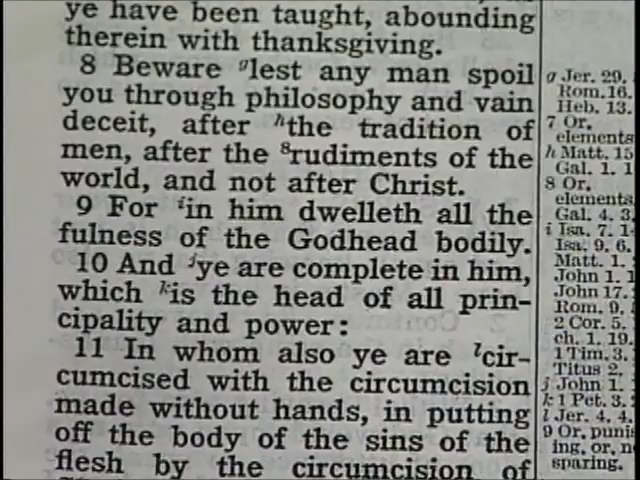 ye have been taught, abounding
therein with thanksgiving.
8 Beware glest any man spoil
you through philosophy and vain
deceit, after hthe tradition of
men, after the 8rudiments of the
world, and not after Christ.
9 For iin him dwelleth all the
fulness of the Godhead bodily.
10 And jye are complete in him,
which kis the head of all prin-
cipality and power:
11 In whom also ye are lcir-
cumcised with the circumcision
made without hands, in putting
off the body of the sins of the
flesh by the circumcision of
g Jer. 29.
Rom. 16.
Heb. 13.
7 Or,
elements
h Matt. 15
Gal. 1. 1
8 Or,
elements
Gal. 4. 3
i Isa. 7. 1
Isa. 9. 6.
Matt. 1.
John 1. 1
John 17.
Rom. 9.
2 Cor. 5.
ch. 1. 19.
1 Tim. 3.
Titus 2.
j John 1.
k 1 Pet. 3.
l Jer. 4. 4.
9 Or, puni
ing, or, n
sparing.